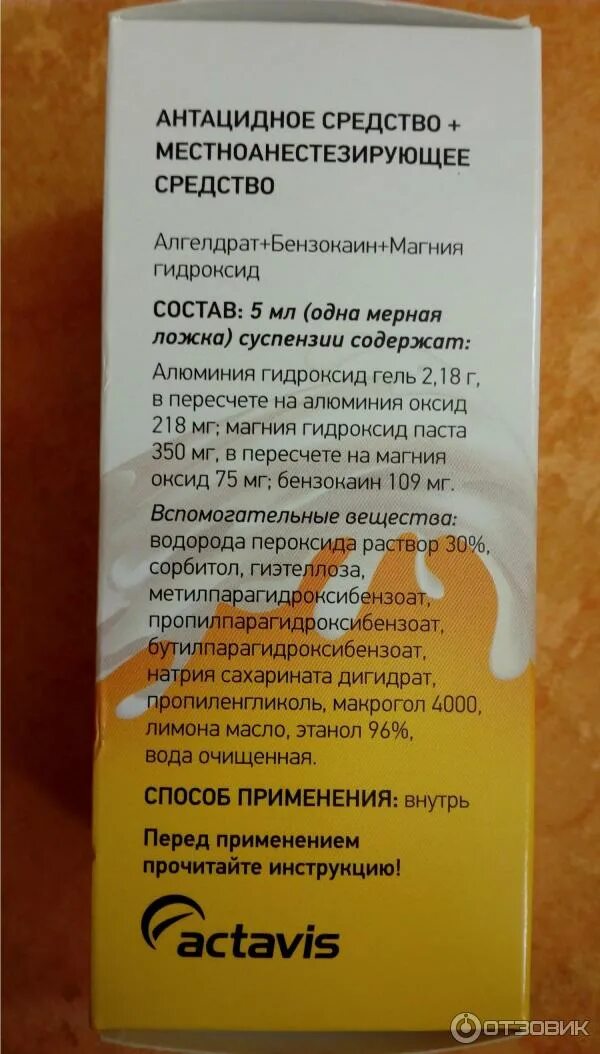 АНТАЦИДНОЕ СРЕДСТВО +
МЕСТНОАНЕСТЕЗИРУЮЩЕЕ
СРЕДСТВО
Алгелдрат+Бензокаин+Магния
гидроксид
СОСТАВ: 5 мл (одна мерная
ложка) суспензии содержат:
Алюминия гидроксид гель 2,18 г,
в пересчете на алюминия оксид
218 мг; магния гидроксид паста
350 мг, в пересчете на магния
оксид 75 мг; бензокаин 109 мг.
Вспомогательные вещества:
водорода пероксида раствор 30%,
сорбитол, гиэтеллоза,
метилпарагидроксибензоат,
пропилпарагидроксибензоат,
бутилпарагидроксибензоат,
натрия сахарината дигидрат,
пропиленгликоль, макрогол 4000,
лимона масло, этанол 96%,
вода очищенная.
СПОСОБ ПРИМЕНЕНИЯ: внутрь
Перед применением
прочитайте инструкцию!
actavis
ОТЗОВИК